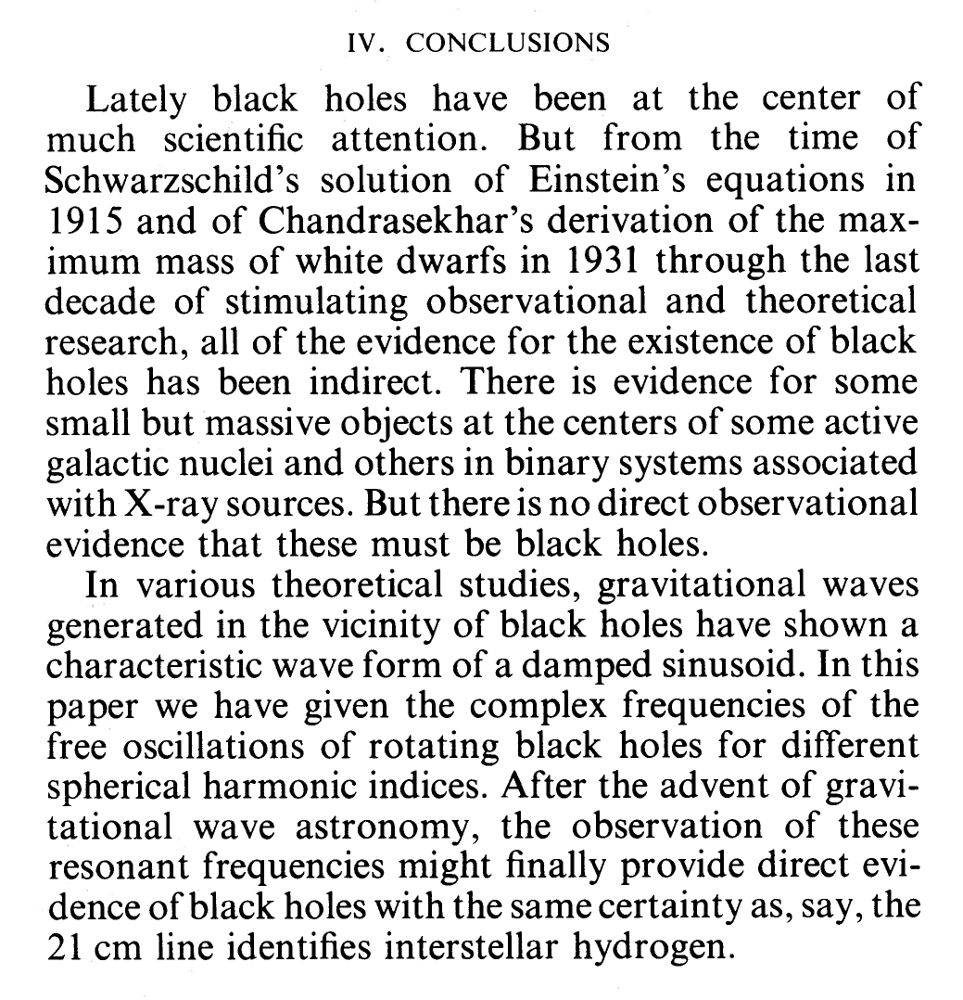 IV. CONCLUSIONS
Lately black holes have been at the center of
much scientific attention. But from the time of
Schwarzschild's solution of Einstein's equations in
1915 and of Chandrasekhar's derivation of the max-
imum mass of white dwarfs in 1931 through the last
decade of stimulating observational and theoretical
research, all of the evidence for the existence of black
holes has been indirect. There is evidence for some
small but massive objects at the centers of some active
galactic nuclei and others in binary systems associated
with X-ray sources. But there is no direct observational
evidence that these must be black holes.
In various theoretical studies, gravitational waves
generated in the vicinity of black holes have shown a
characteristic wave form of a damped sinusoid. In this
paper we have given the complex frequencies of the
free oscillations of rotating black holes for different
spherical harmonic indices. After the advent of gravi-
tational wave astronomy, the observation of these
resonant frequencies might finally provide direct evi-
dence of black holes with the same certainty as, say, the
21 cm line identifies interstellar hydrogen.